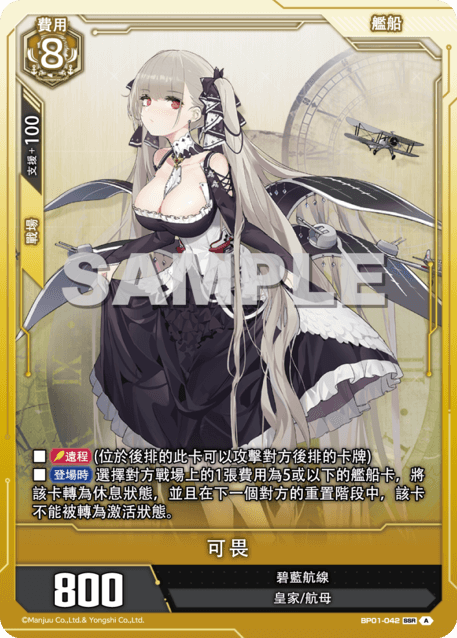 費用
8
艦船
支援+100
戰場
SAMPLE
IX
■ 遠程 (位於後排的此卡可以攻擊對方後排的卡牌)
■ 登場時 選擇對方戰場上的1張費用為5或以下的艦船卡，將
該卡轉為休息狀態，並且在下一個對方的重置階段中，該卡
不能被轉為激活狀態。
可畏
800
碧藍航線
皇家/航母
©Manjuu Co.,Ltd.& Yongshi Co.,Ltd.
BP01-042 SSR A